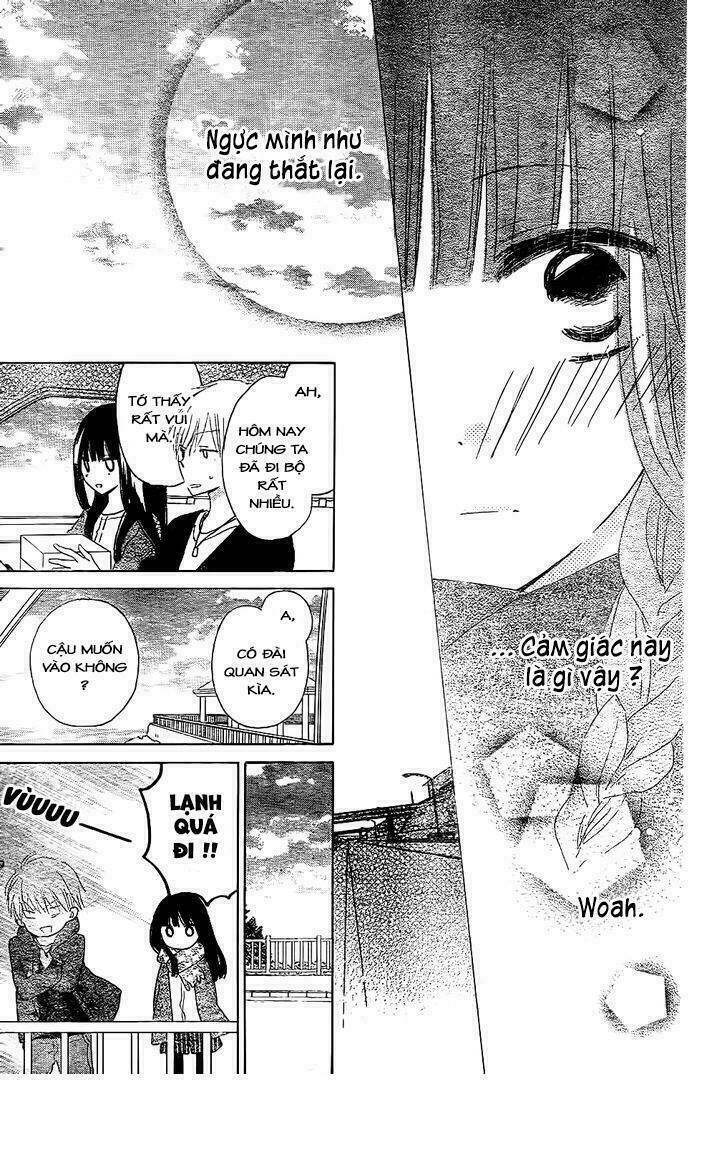 Ngực mình như
đang thắt lại.
... Cảm giác này
là gì vậy ?
Woah.
AH,
HÔM NAY
CHÚNG TA
ĐÃ ĐI BỘ
RẤT
NHIỀU.
TỚ THẤY
RẤT VUI
MÀ.
A,
CÓ ĐÀI
QUAN SÁT
KÌA.
CẬU MUỐN
VÀO KHÔNG
?
LẠNH
QUÁ
ĐI !!
VÙUUU